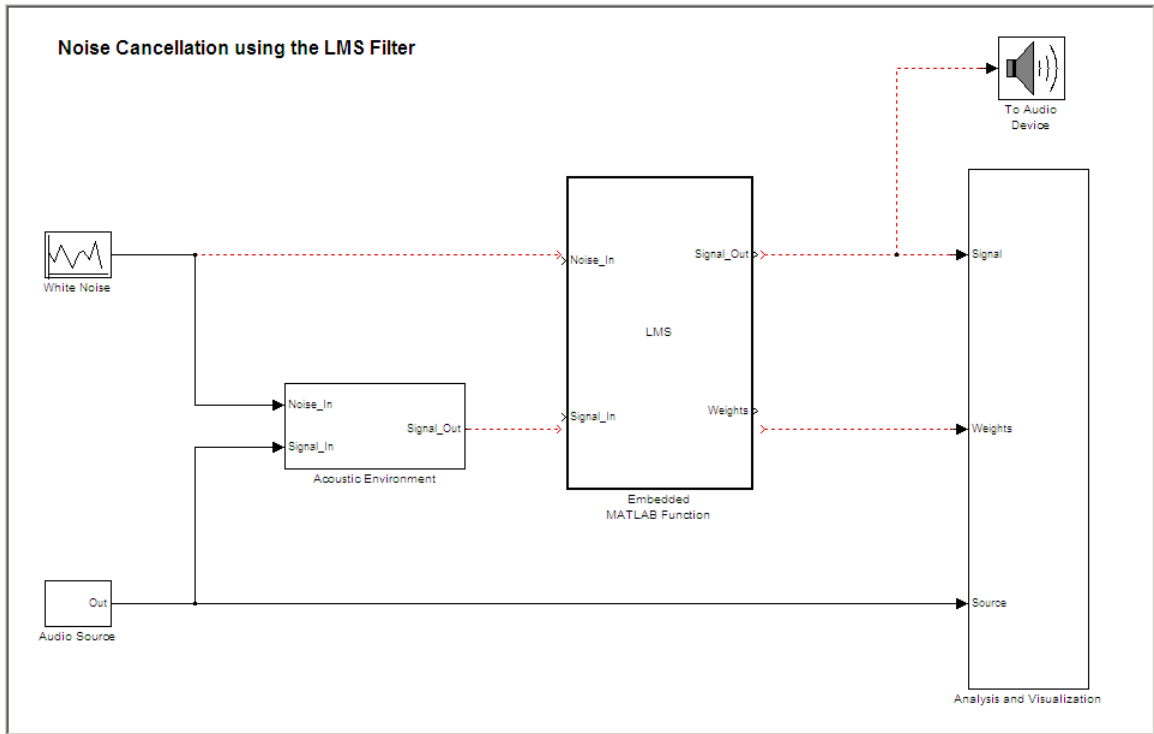 Noise Cancellation using the LMS Filter
To Audio
Device
White Noise
Noise_In
Signal_In
LMS
Signal_Out
Weights
Embedded
MATLAB Function
Signal
Weights
Source
Analysis and Visualization
Noise_In
Signal_In
Signal_Out
Acoustic Environment
Out
Audio Source